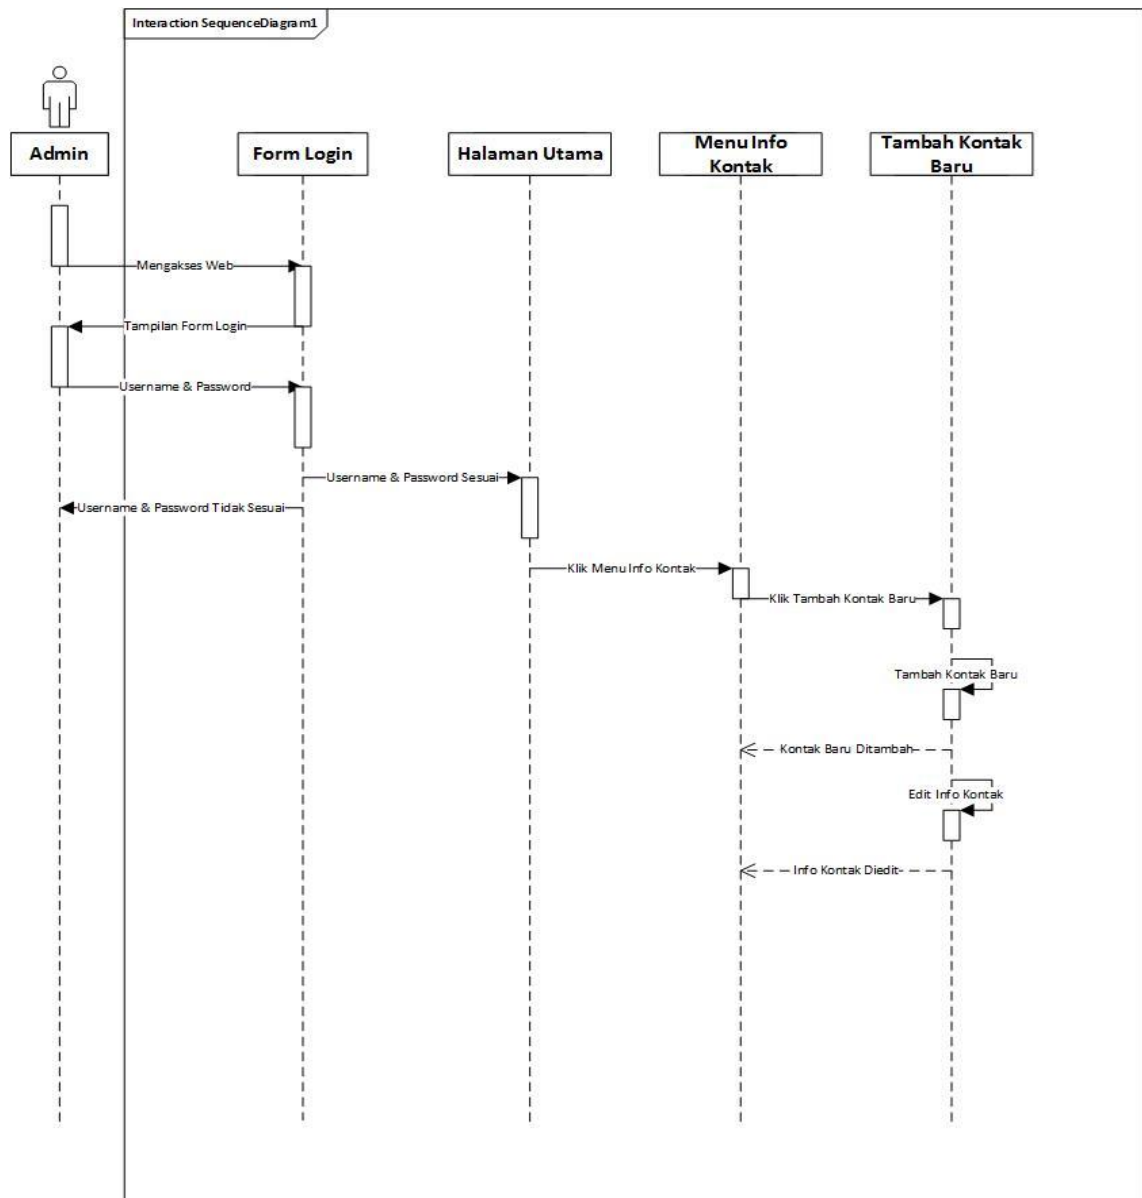 Interaction SequenceDiagram1
Admin
Form Login
Halaman Utama
Menu Info
Kontak
Tambah Kontak
Baru
Mengakses Web
Tampilan Form Login
Username & Password
Username & Password Sesuai
Username & Password Tidak Sesuai
Klik Menu Info Kontak
Klik Tambah Kontak Baru
Tambah Kontak Baru
Kontak Baru Ditambah
Edit Info Kontak
Info Kontak Diedit